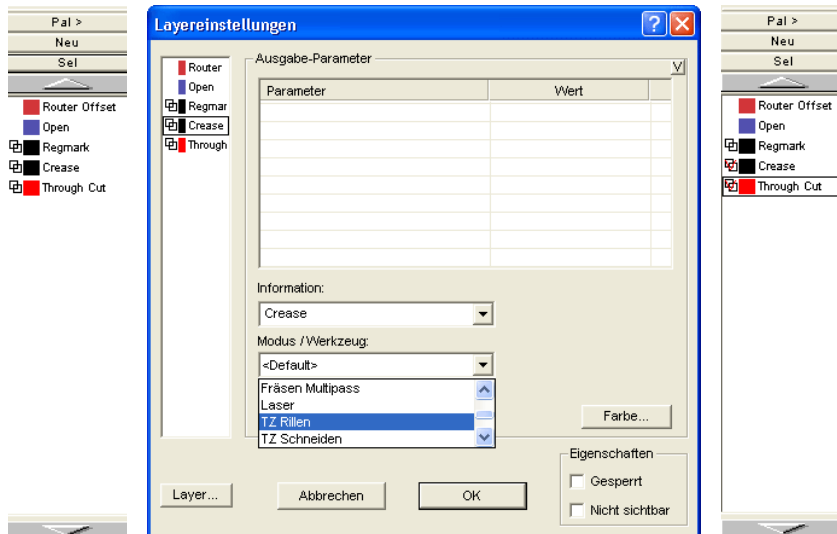 Pal >
Neu
Sel
Router Offset
Open
Regmark
Crease
Through Cut
Layereinstellungen
Router
Open
Regmar
Crease
Through
Ausgabe-Parameter
V
Parameter Wert
Information:
Crease
Modus / Werkzeug:
<Default>
Fräsen Multipass
Laser
TZ Rillen
TZ Schneiden
Farbe...
Eigenschaften
Gesperrt
Nicht sichtbar
Layer... Abbrechen OK
Pal >
Neu
Sel
Router Offset
Open
Regmark
Crease
Through Cut